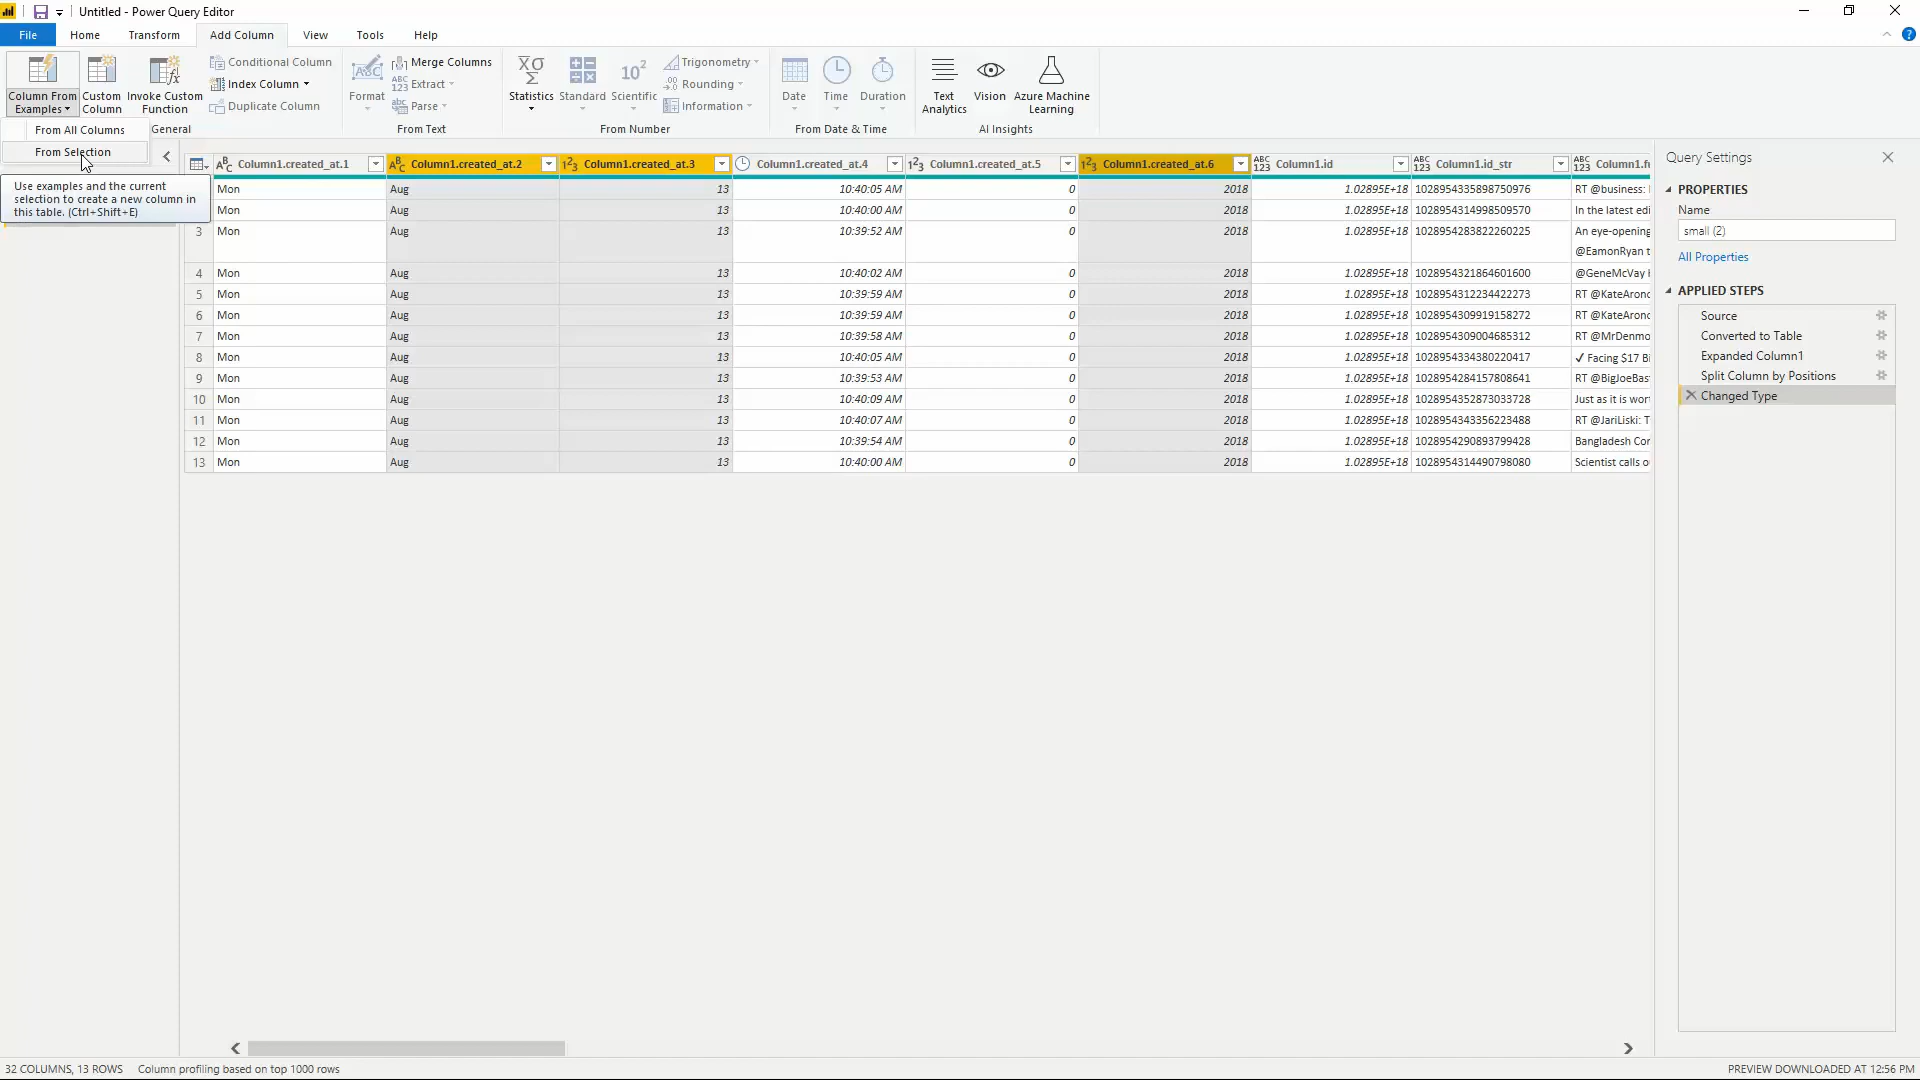 Untitled - Power Query Editor
File Home Transform Add Column View Tools Help
Column From Examples
Custom Column
Invoke Custom Function
Conditional Column
Index Column
Duplicate Column
General
From All Columns
From Selection
Use examples and the current
selection to create a new column in
this table. (Ctrl+Shift+E)
Format
Merge Columns
Extract
Parse
From Text
Statistics Standard Scientific
Trigonometry
Rounding
Information
From Number
Date Time Duration
From Date & Time
Text Analytics
Vision
Azure Machine Learning
AI Insights
Column1.created_at.1 Column1.created_at.2 Column1.created_at.3 Column1.created_at.4 Column1.created_at.5 Column1.created_at.6 Column1.id Column1.id_str Column1.fu
Mon Aug 13 10:40:05 AM 0 2018 1.02895E+18 1028954335898750976 RT @business:
Mon Aug 13 10:40:00 AM 0 2018 1.02895E+18 1028954314998509570 In the latest edi
3 Mon Aug 13 10:39:52 AM 0 2018 1.02895E+18 1028954283822260225 An eye-opening
@EamonRyan t
4 Mon Aug 13 10:40:02 AM 0 2018 1.02895E+18 1028954321864601600 @GeneMcVay
5 Mon Aug 13 10:39:59 AM 0 2018 1.02895E+18 1028954312234422273 RT @KateAronc
6 Mon Aug 13 10:39:59 AM 0 2018 1.02895E+18 1028954309919158272 RT @KateAronc
7 Mon Aug 13 10:39:58 AM 0 2018 1.02895E+18 1028954309004685312 RT @MrDenmo
8 Mon Aug 13 10:40:05 AM 0 2018 1.02895E+18 1028954334380220417 ✓ Facing $17 Bi
9 Mon Aug 13 10:39:53 AM 0 2018 1.02895E+18 1028954284157808641 RT @BigJoeBas
10 Mon Aug 13 10:40:09 AM 0 2018 1.02895E+18 1028954352873033728 Just as it is wor
11 Mon Aug 13 10:40:07 AM 0 2018 1.02895E+18 1028954343356223488 RT @JariLiski: T
12 Mon Aug 13 10:39:54 AM 0 2018 1.02895E+18 1028954290893799428 Bangladesh Cor
13 Mon Aug 13 10:40:00 AM 0 2018 1.02895E+18 1028954314490798080 Scientist calls o
Query Settings
PROPERTIES
Name
small (2)
All Properties
APPLIED STEPS
Source
Converted to Table
Expanded Column1
Split Column by Positions
Changed Type
32 COLUMNS, 13 ROWS Column profiling based on top 1000 rows
PREVIEW DOWNLOADED AT 12:56 PM